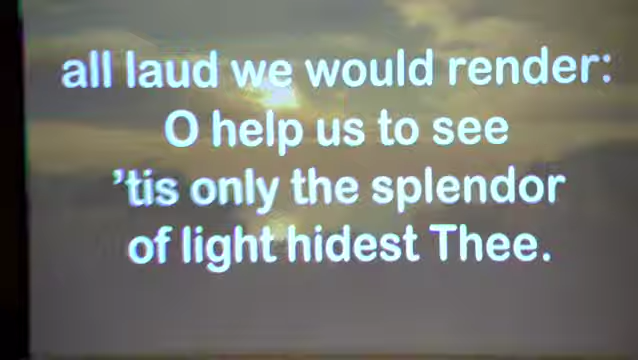 all laud we would render:
O help us to see
’tis only the splendor
of light hidest Thee.